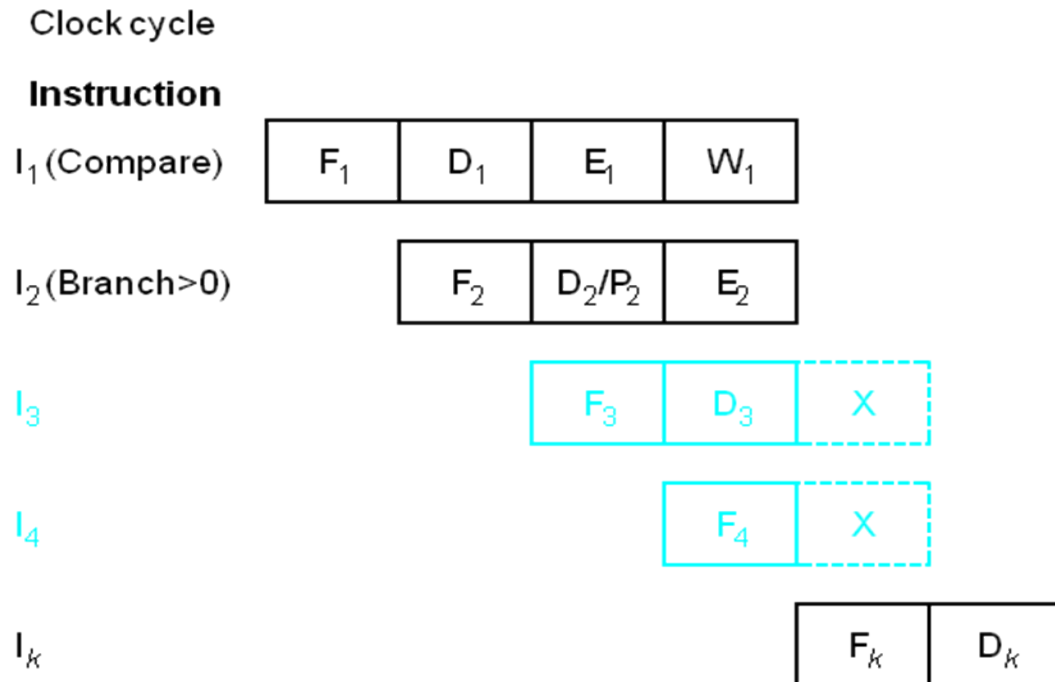 Clock cycle
Instruction
I₁ (Compare) F₁ D₁ E₁ W₁
I₂ (Branch>0) F₂ D₂/P₂ E₂
I₃ F₃ D₃ X
I₄ F₄ X
Iₖ Fₖ Dₖ